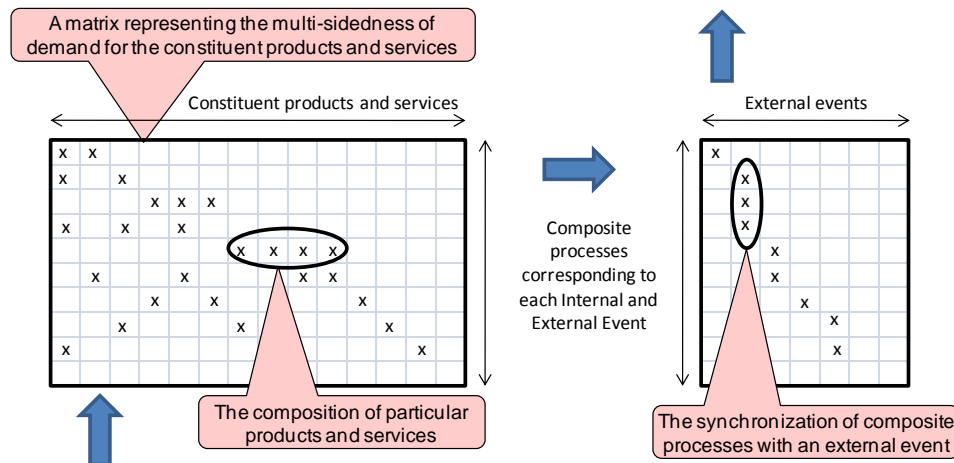 A matrix representing the multi-sidedness of
demand for the constituent products and services
Constituent products and services
x x
x x
x x x
x x x
x x x x
x x x x
x x x
x x x
x x
The composition of particular
products and services
Composite
processes
corresponding to
each Internal and
External Event
External events
x
x
x
x
x
x
x
x
x
The synchronization of composite
processes with an external event